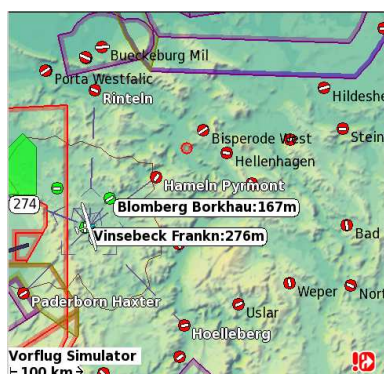 Bueckeburg Mil
Porta Westfalic
Rinteln
Hildeshe
Bisperode West
Stein
Hellenhagen
Hameln Pyrmont
274
Blomberg Borkhau:167m
Vinsebeck Frankn:276m
Bad
Paderborn Haxter
Weper
Nort
Uslar
Hoelleberg
Vorflug Simulator
100 km